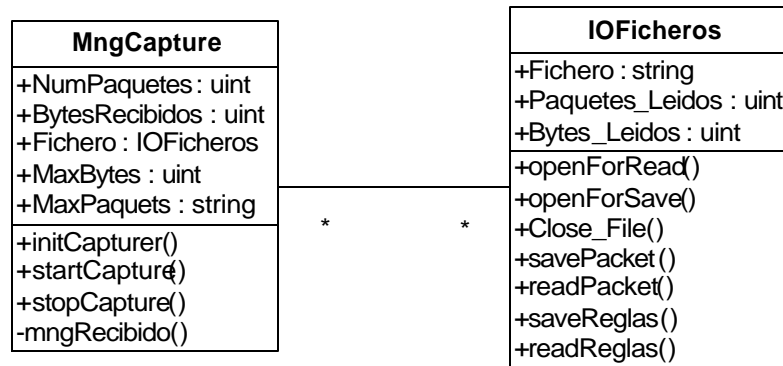 MngCapture
+NumPaquetes : uint
+BytesRecibidos : uint
+Fichero : IOFicheros
+MaxBytes : uint
+MaxPaquets : string
+initCapturer()
+startCapture()
+stopCapture()
-mngRecibido()
*
*
IOFicheros
+Fichero : string
+Paquetes_Leidos : uint
+Bytes_Leidos : uint
+openForRead()
+openForSave()
+Close_File()
+savePacket()
+readPacket()
+saveReglas()
+readReglas()